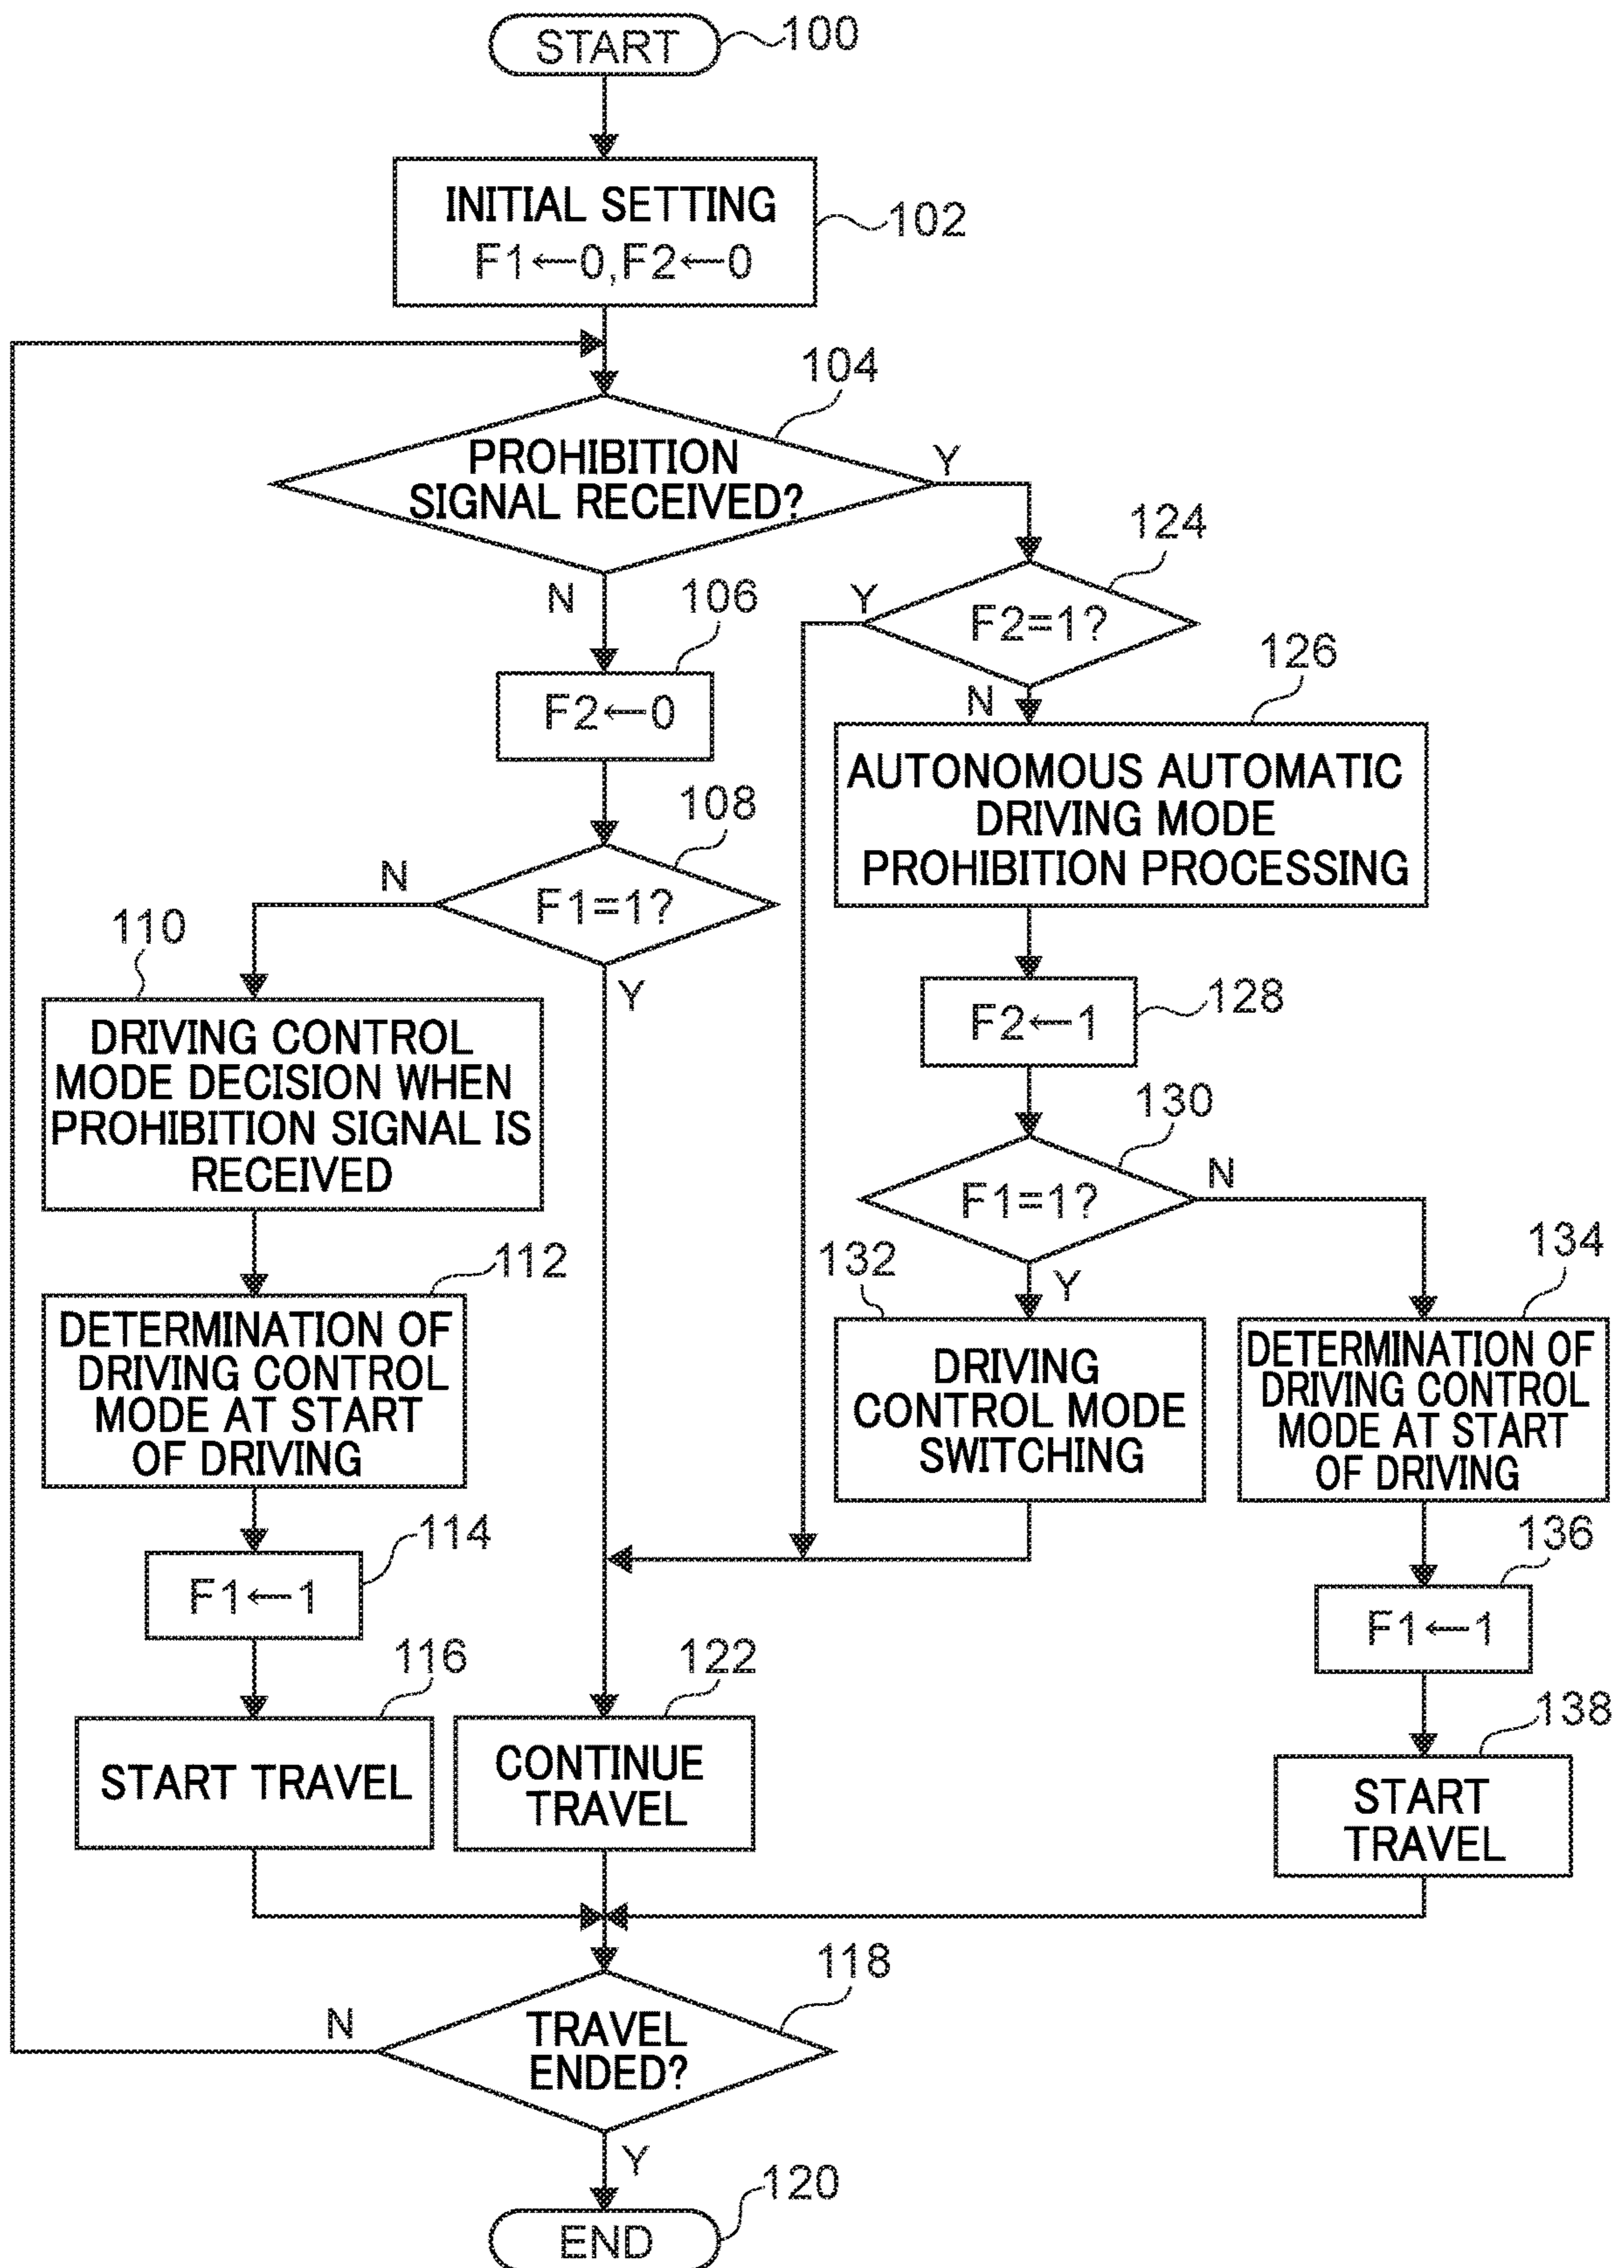 START
100
INITIAL SETTING
F1←0,F2←0
102
104
PROHIBITION
SIGNAL RECEIVED?
Y
N
124
F2=1?
Y
N
106
F2←0
126
AUTONOMOUS AUTOMATIC
DRIVING MODE
PROHIBITION PROCESSING
108
F1=1?
N
Y
110
DRIVING CONTROL
MODE DECISION WHEN
PROHIBITION SIGNAL IS
RECEIVED
F2←1
128
130
F1=1?
N
Y
112
DETERMINATION OF
DRIVING CONTROL
MODE AT START
OF DRIVING
132
DRIVING
CONTROL MODE
SWITCHING
134
DETERMINATION OF
DRIVING CONTROL
MODE AT START
OF DRIVING
114
F1←1
136
F1←1
116
START TRAVEL
122
CONTINUE
TRAVEL
138
START
TRAVEL
118
TRAVEL
ENDED?
N
Y
120
END